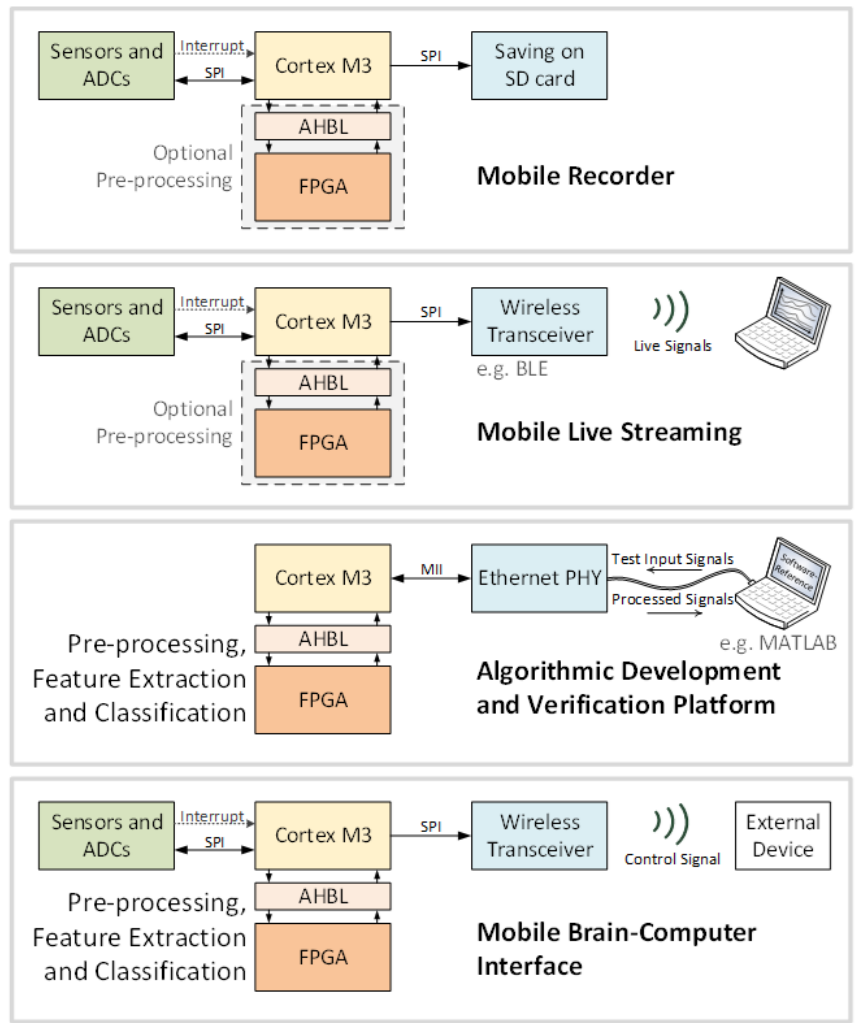 Sensors and
ADCs
Interrupt
SPI
Cortex M3
SPI
Saving on
SD card
AHBL
FPGA
Optional
Pre-processing
Mobile Recorder
Sensors and
ADCs
Interrupt
SPI
Cortex M3
SPI
Wireless
Transceiver
e.g. BLE
Live Signals
AHBL
FPGA
Optional
Pre-processing
Mobile Live Streaming
Cortex M3
MII
Ethernet PHY
Test Input Signals
Processed Signals
Software-
Reference
e.g. MATLAB
AHBL
FPGA
Pre-processing,
Feature Extraction
and Classification
Algorithmic Development
and Verification Platform
Sensors and
ADCs
Interrupt
SPI
Cortex M3
SPI
Wireless
Transceiver
Control Signal
External
Device
AHBL
FPGA
Pre-processing,
Feature Extraction
and Classification
Mobile Brain-Computer
Interface